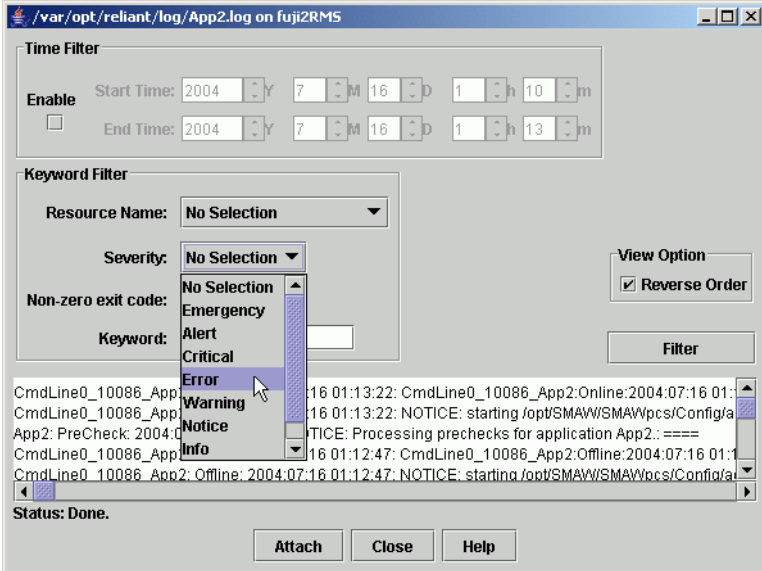 /var/opt/reliant/log/App2.log on fuji2RMS
Time Filter
Enable
Start Time: 2004 Y 7 M 16 D 1 h 10 m
End Time: 2004 Y 7 M 16 D 1 h 13 m
Keyword Filter
Resource Name: No Selection
Severity: No Selection
View Option
Reverse Order
Non-zero exit code:
Keyword:
No Selection
Emergency
Alert
Critical
Error
Warning
Notice
Info
Filter
CmdLine0_10086_App :16 01:13:22: CmdLine0_10086_App2:Online:2004:07:16 01:
CmdLine0_10086_App :16 01:13:22: NOTICE: starting /opt/SMAW/SMAWpcs/Config/a
App2: PreCheck: 2004: TICE: Processing prechecks for application App2.: ====
CmdLine0_10086_App :16 01:12:47: CmdLine0_10086_App2:Offline:2004:07:16 01:1
CmdLine0_10086_App2: Offline: 2004:07:16 01:12:47: NOTICE: starting /opt/SMAW/SMAWpcs/Config/a
Status: Done.
Attach Close Help